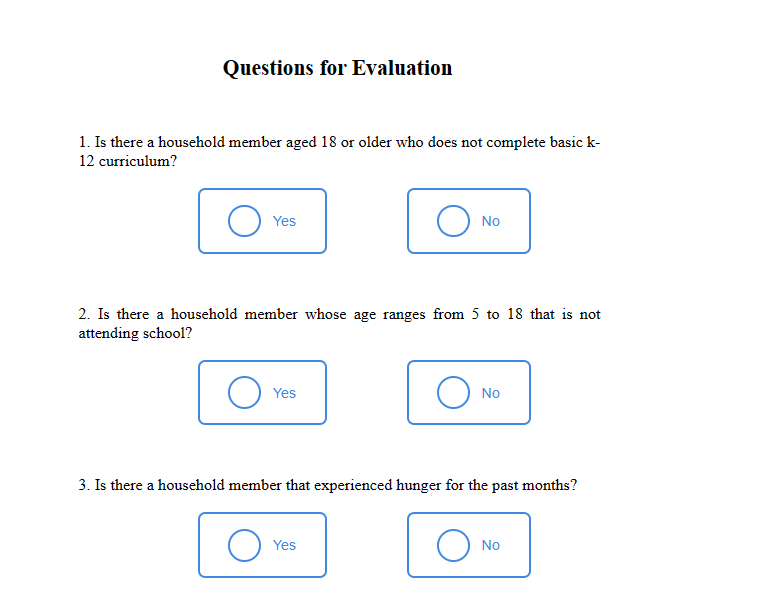 Questions for Evaluation
1. Is there a household member aged 18 or older who does not complete basic k-
12 curriculum?
Yes No
2. Is there a household member whose age ranges from 5 to 18 that is not
attending school?
Yes No
3. Is there a household member that experienced hunger for the past months?
Yes No